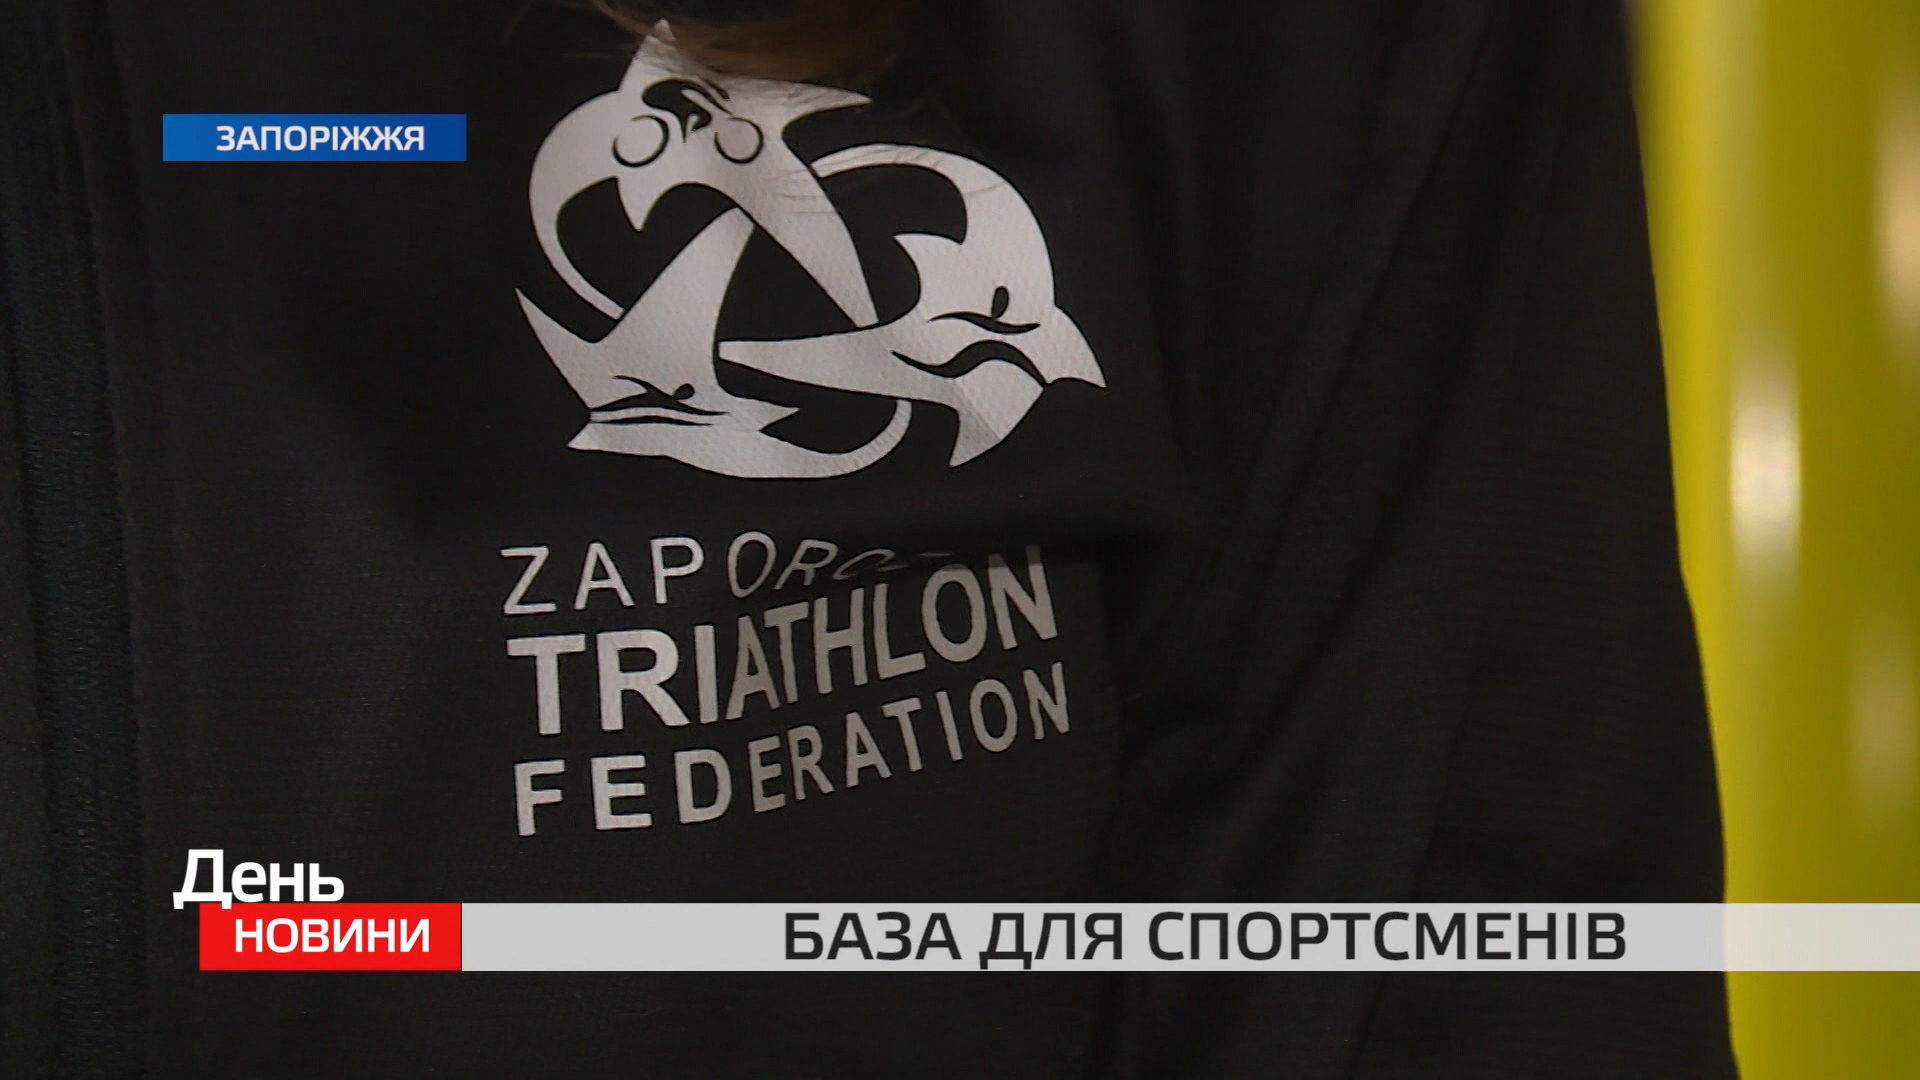 ЗАПОРІЖЖЯ
TRIATHLON
FEDERATION
День
НОВИНИ
БАЗА ДЛЯ СПОРТСМЕНІВ